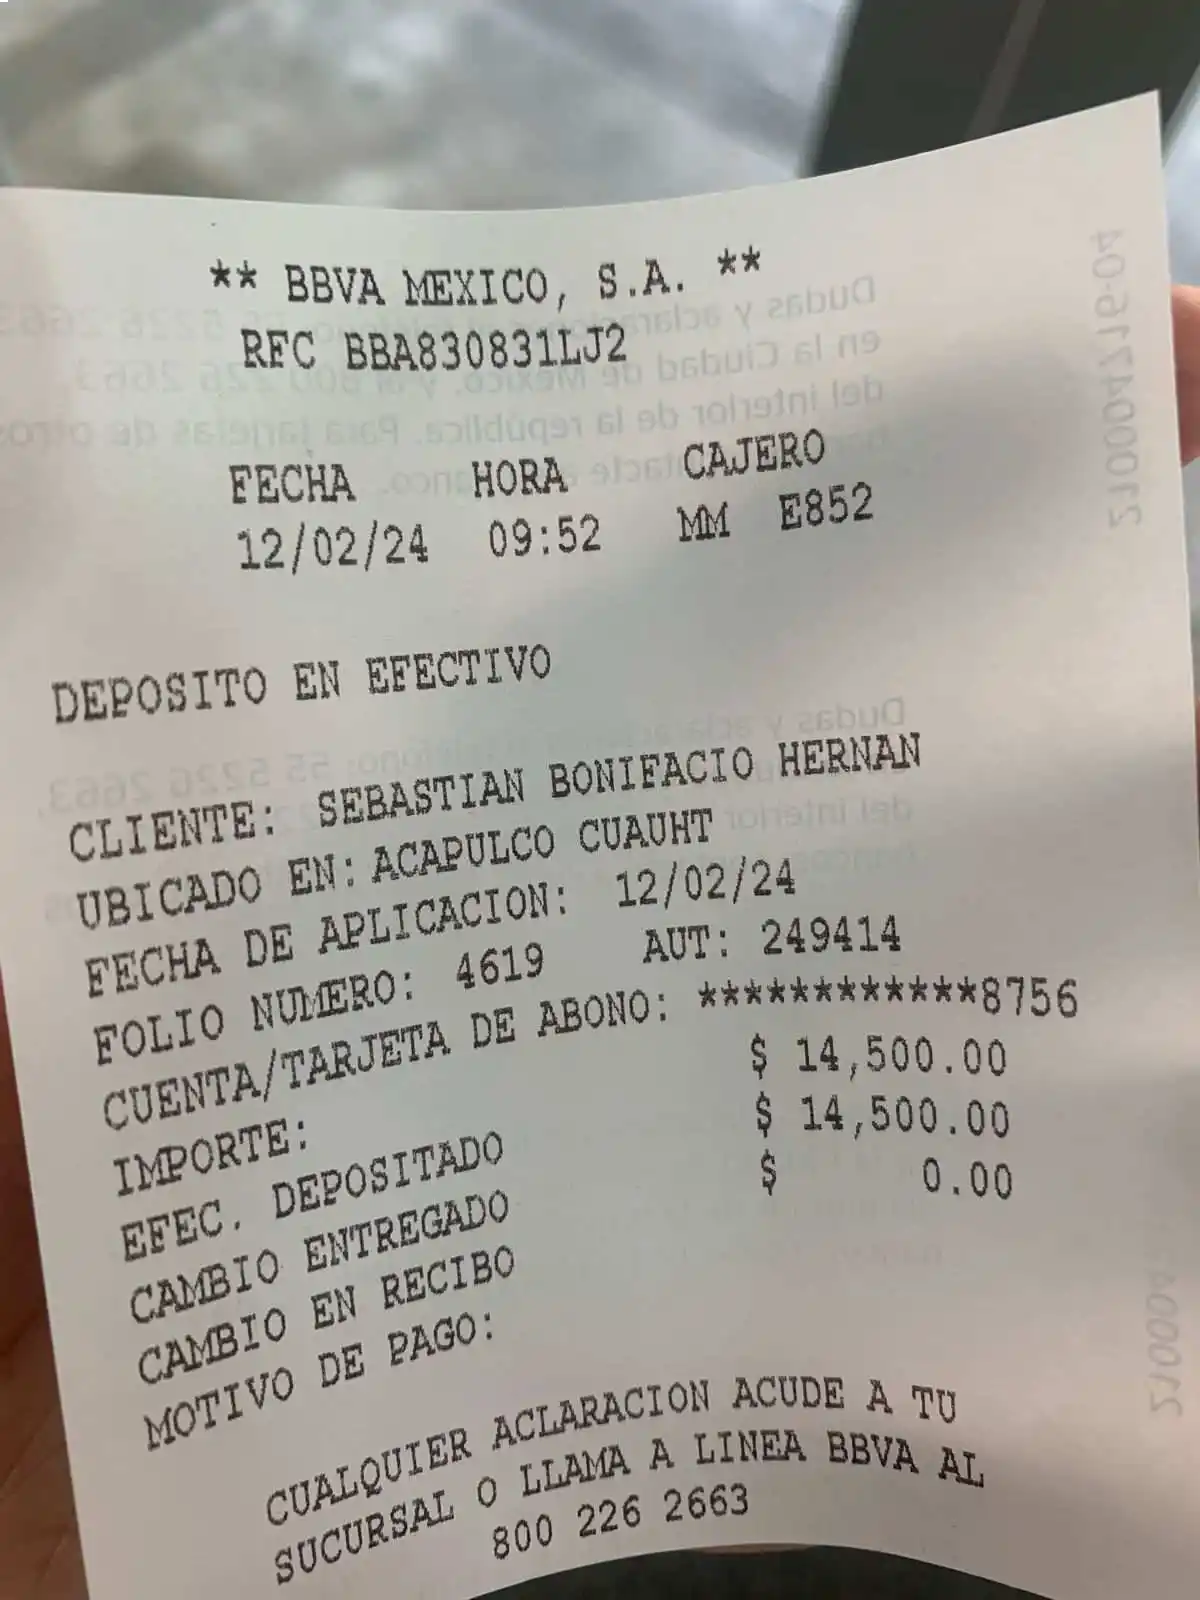 ** BBVA MEXICO, S.A. **
RFC BBA830831LJ2
FECHA HORA CAJERO
12/02/24 09:52 MM E852
DEPOSITO EN EFECTIVO
CLIENTE: SEBASTIAN BONIFACIO HERNAN
UBICADO EN: ACAPULCO CUAUHT
FECHA DE APLICACION: 12/02/24
FOLIO NUMERO: 4619 AUT: 249414
CUENTA/TARJETA DE ABONO: ************8756
IMPORTE: $ 14,500.00
EFEC. DEPOSITADO $ 14,500.00
CAMBIO ENTREGADO $ 0.00
CAMBIO EN RECIBO
MOTIVO DE PAGO:
CUALQUIER ACLARACION ACUDE A TU
SUCURSAL O LLAMA A LINEA BBVA AL
800 226 2663